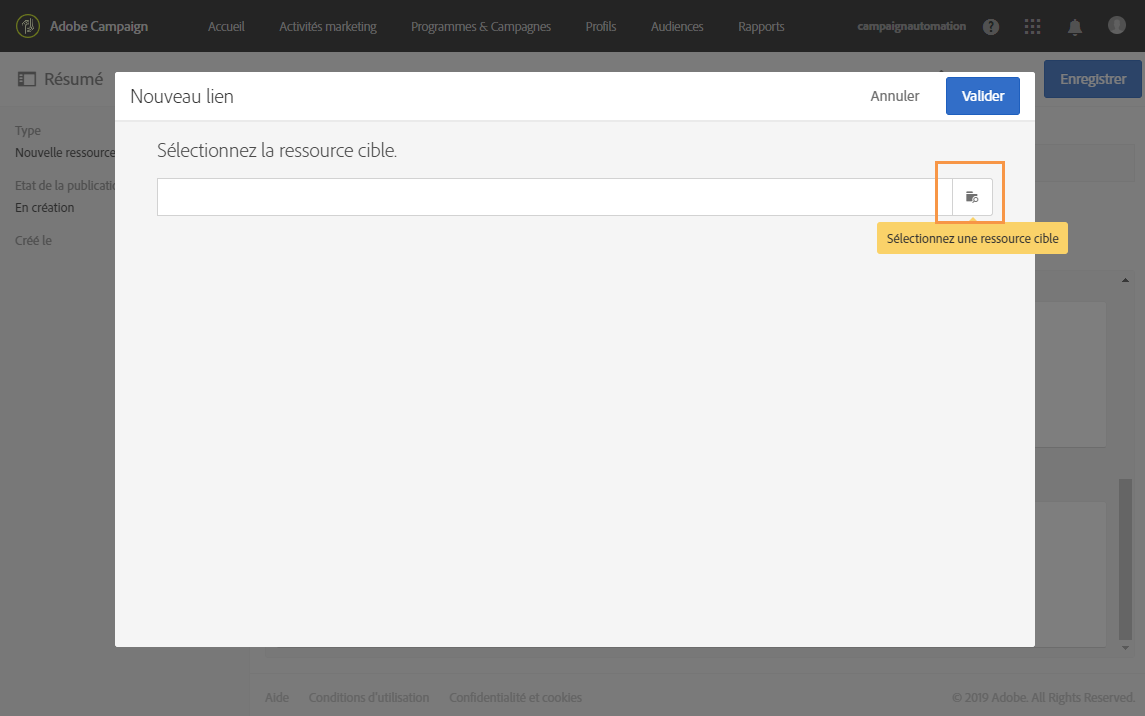 Adobe Campaign
Accueil
Activités marketing
Programmes & Campagnes
Profils
Audiences
Rapports
campaignautomation
Résumé
Enregistrer
Nouveau lien
Annuler
Valider
Type
Nouvelle ressource
Etat de la publicatio
En création
Créé le
Sélectionnez la ressource cible.
Sélectionnez une ressource cible
Aide
Conditions d'utilisation
Confidentialité et cookies
© 2019 Adobe. All Rights Reserved.